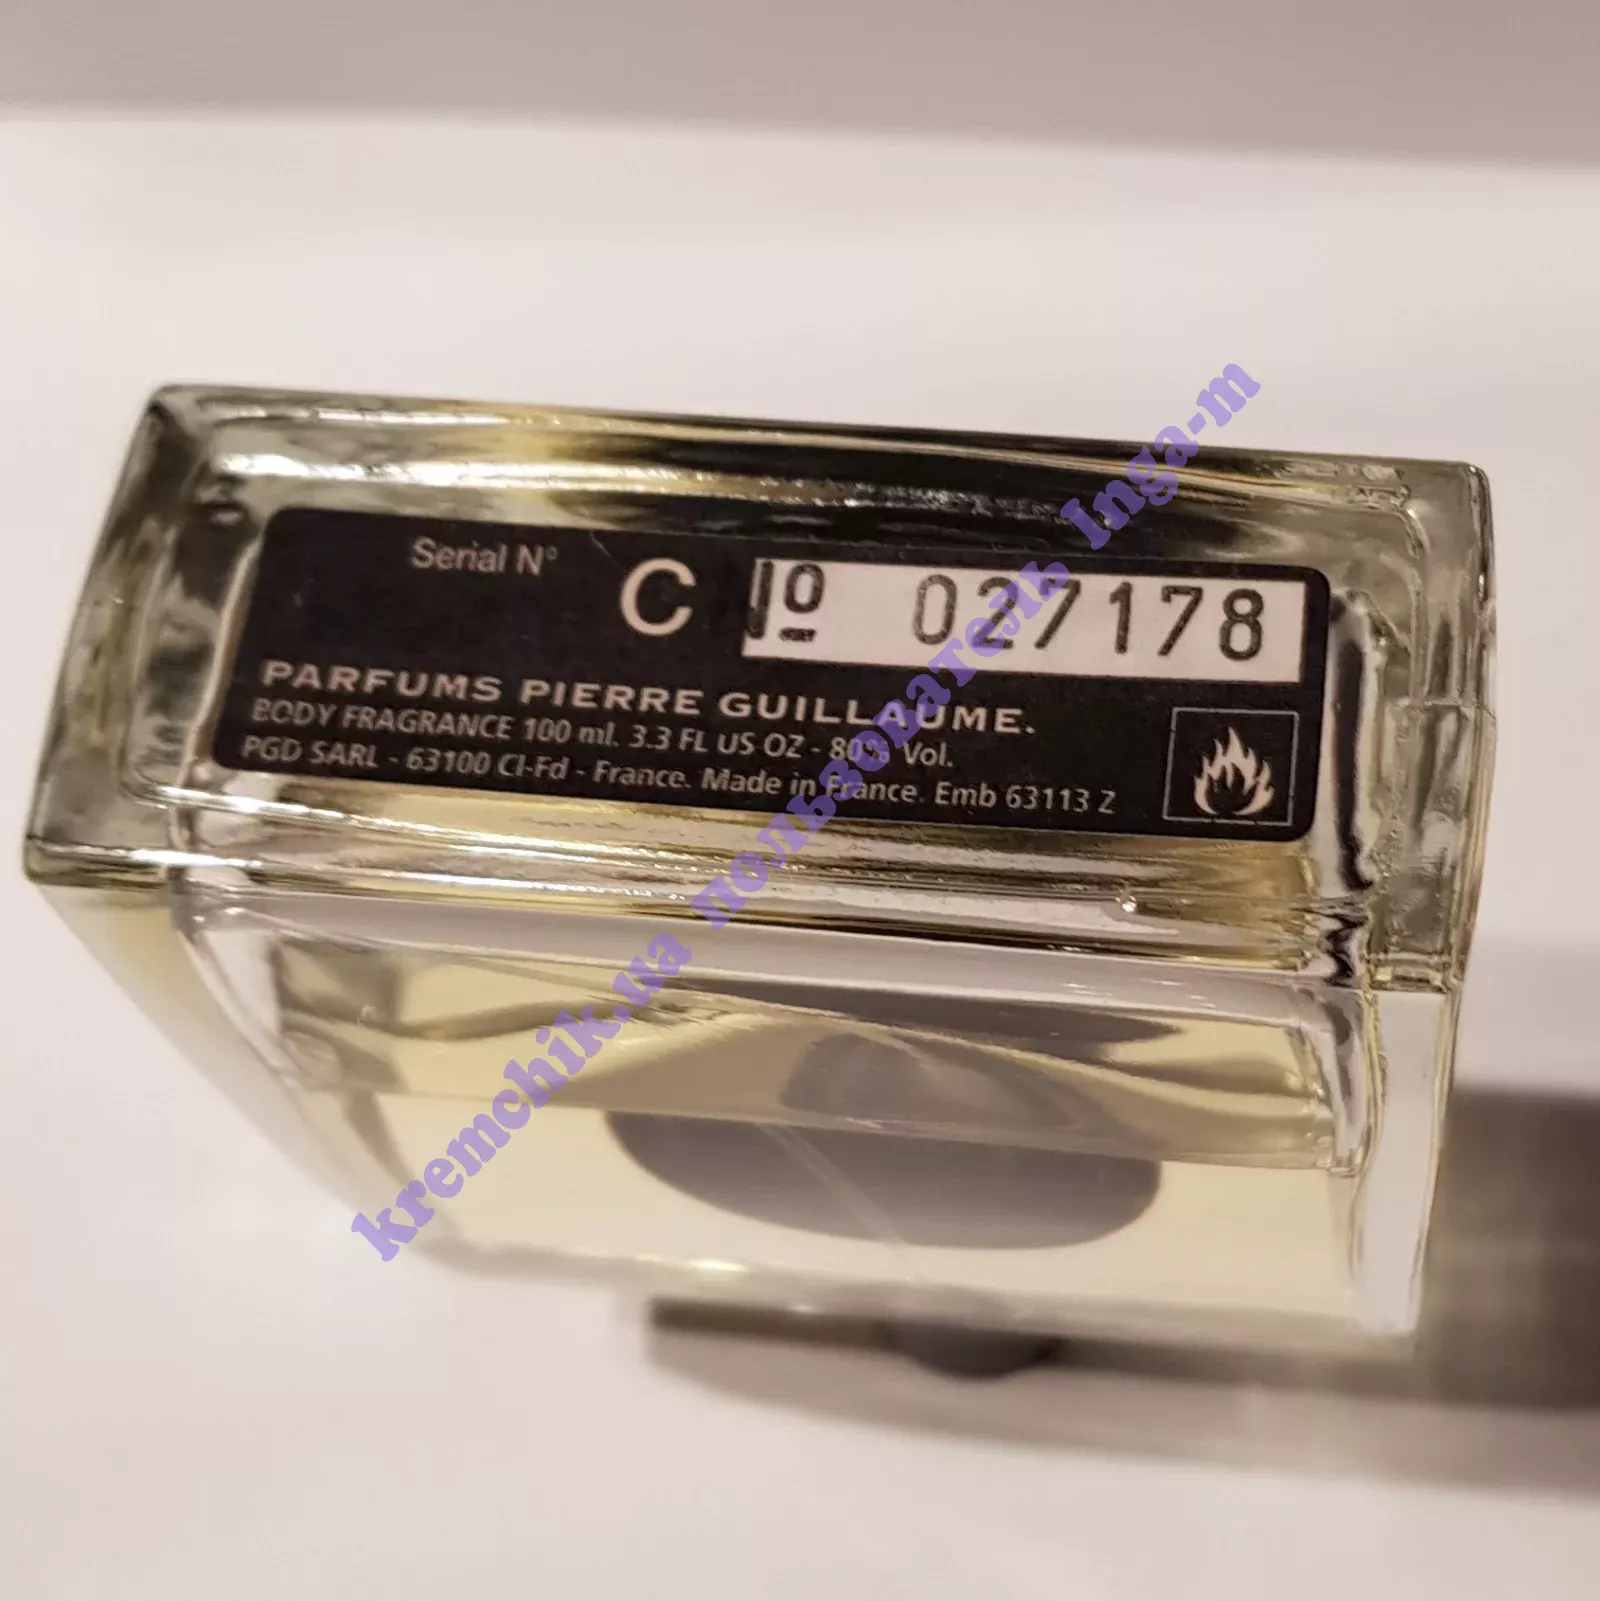 Serial N° C 10 027178
PARFUMS PIERRE GUILLAUME.
BODY FRAGRANCE 100 ml. 3.3 FL US OZ - 80% Vol.
PGD SARL - 63100 Cl-Fd - France. Made in France. Emb 63113 Z
kremchik.ua пользователь Inga-m